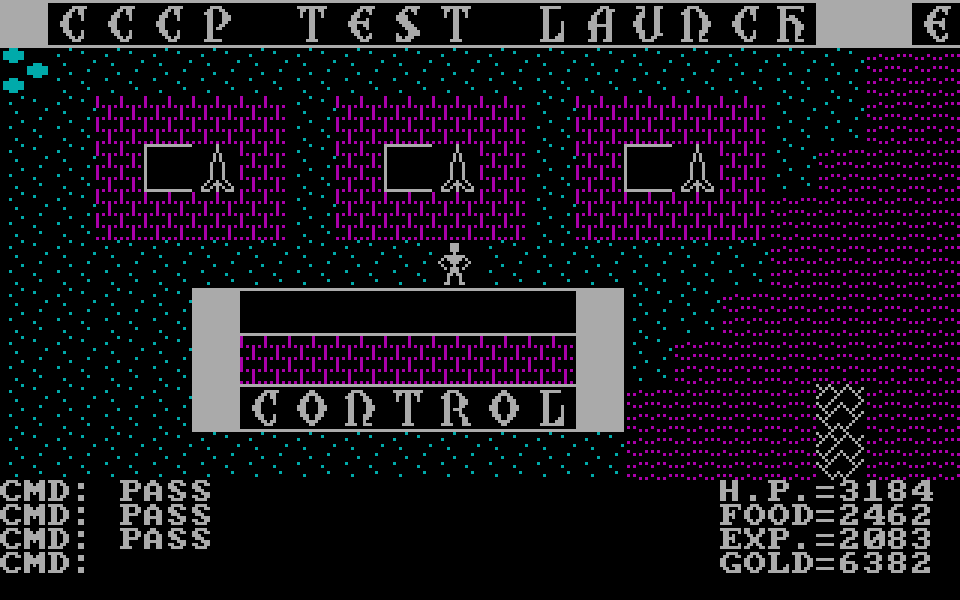 CCCP TEST LAUNCH E
CONTROL
CMD: PASS H.P.=3184
CMD: PASS FOOD=2462
CMD: PASS EXP.=2083
CMD: GOLD=6382